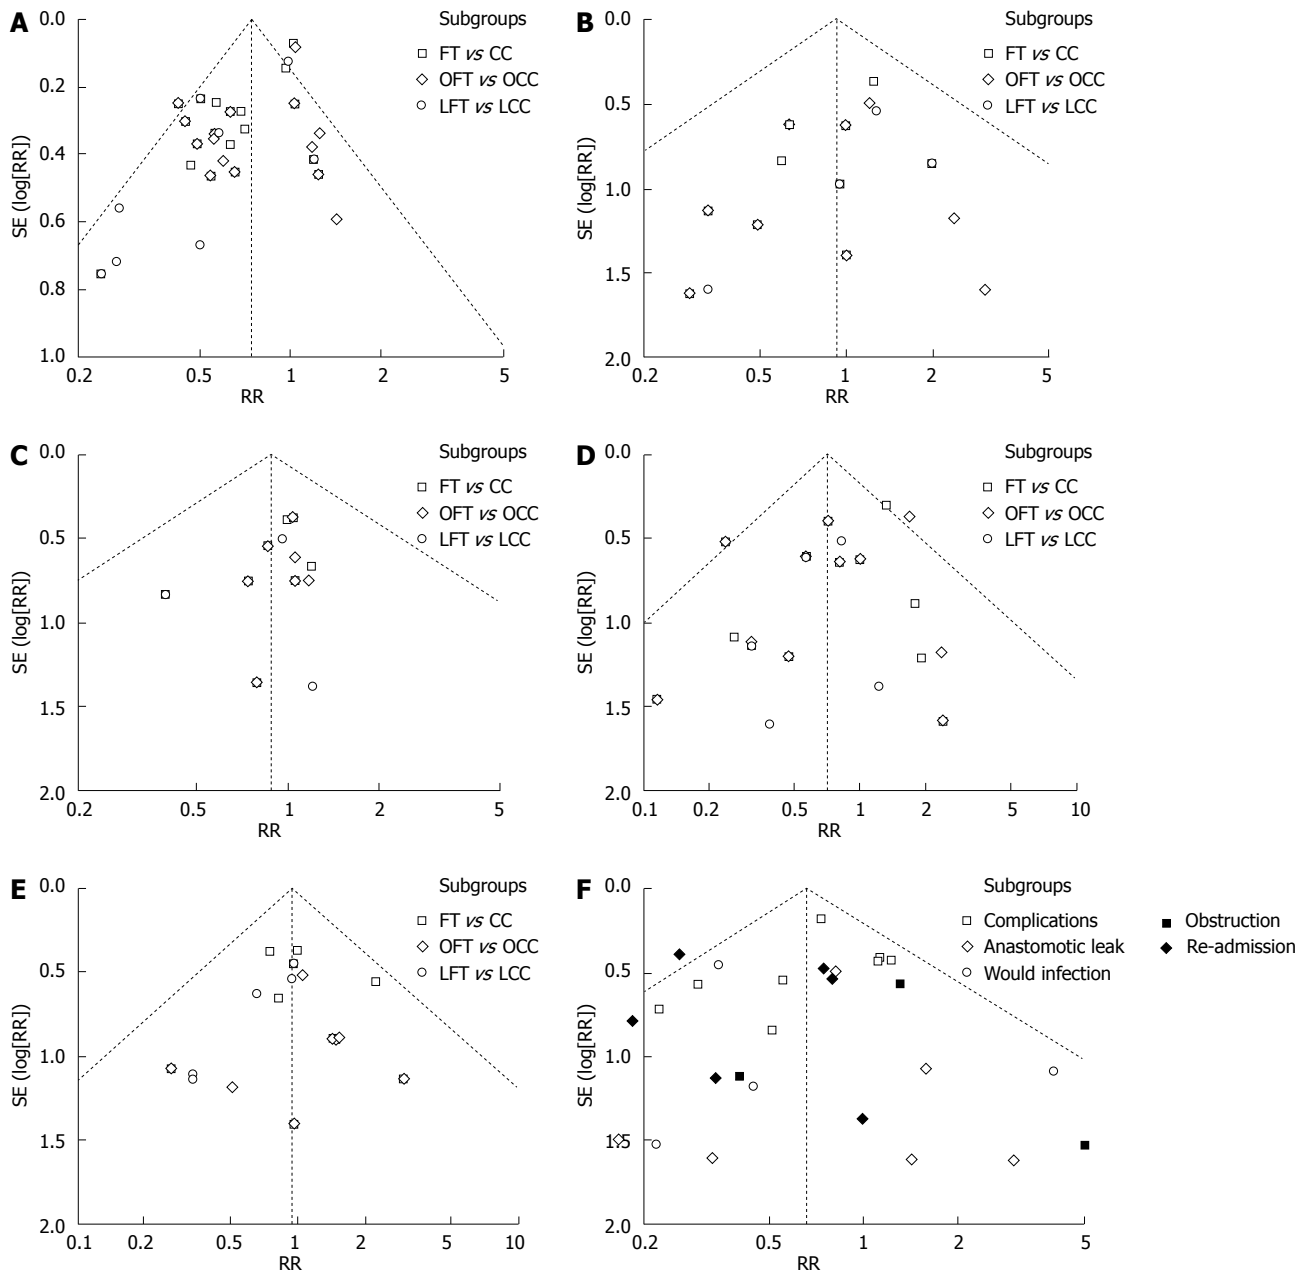 A
0.0
0.2
0.4
0.6
0.8
1.0
SE (log[RR])
0.2 0.5 1 2 5
RR
Subgroups
FT vs CC
OFT vs OCC
LFT vs LCC
B
0.0
0.5
1.0
1.5
2.0
SE (log[RR])
0.2 0.5 1 2 5
RR
Subgroups
FT vs CC
OFT vs OCC
LFT vs LCC
C
0.0
0.5
1.0
1.5
2.0
SE (log[RR])
0.2 0.5 1 2 5
RR
Subgroups
FT vs CC
OFT vs OCC
LFT vs LCC
D
0.0
0.5
1.0
1.5
2.0
SE (log[RR])
0.1 0.2 0.5 1 2 5 10
RR
Subgroups
FT vs CC
OFT vs OCC
LFT vs LCC
E
0.0
0.5
1.0
1.5
2.0
SE (log[RR])
0.1 0.2 0.5 1 2 5 10
RR
Subgroups
FT vs CC
OFT vs OCC
LFT vs LCC
F
0.0
0.5
1.0
1.5
2.0
SE (log[RR])
0.2 0.5 1 2 5
RR
Subgroups
Complications Obstruction
Anastomotic leak Re-admission
Would infection